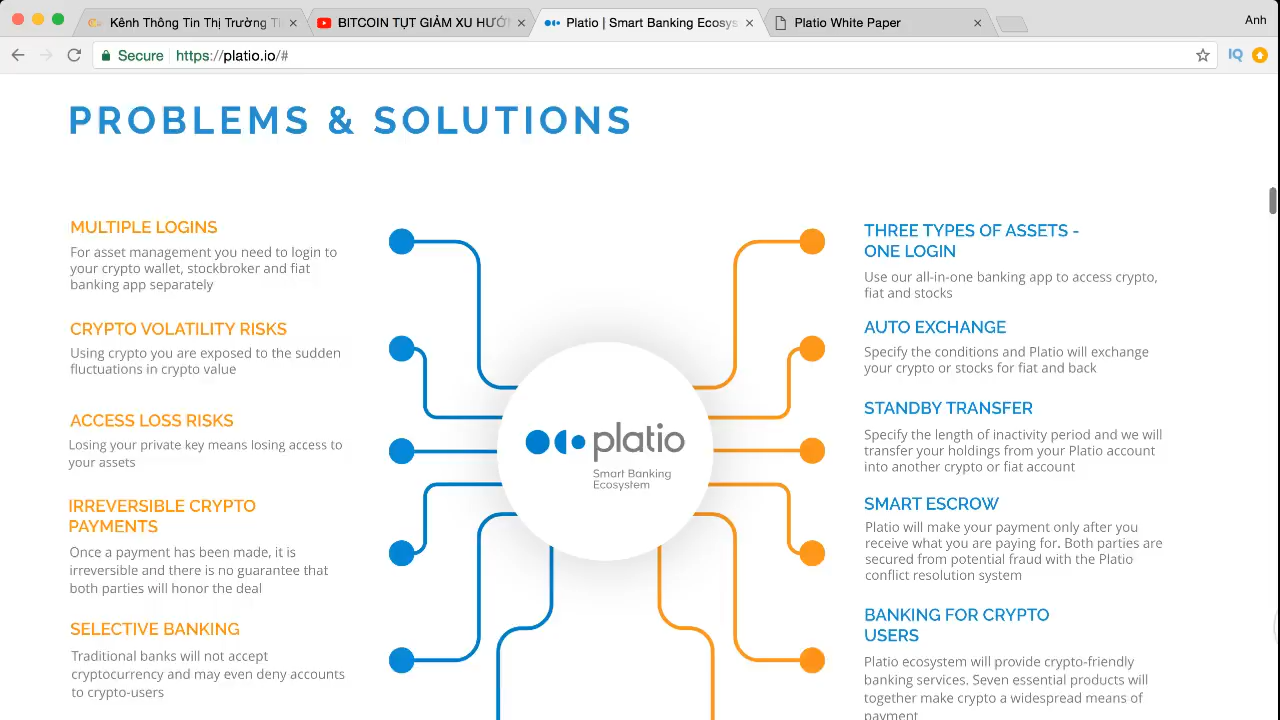 Kênh Thông Tin Thị Trường Ti
BITCOIN TỤT GIẢM XU HƯỚ
Platio | Smart Banking Ecosys
Platio White Paper
Anh
Secure
https://platio.io/#
IQ
PROBLEMS & SOLUTIONS
MULTIPLE LOGINS
For asset management you need to login to
your crypto wallet, stockbroker and fiat
banking app separately
CRYPTO VOLATILITY RISKS
Using crypto you are exposed to the sudden
fluctuations in crypto value
ACCESS LOSS RISKS
Losing your private key means losing access to
your assets
IRREVERSIBLE CRYPTO
PAYMENTS
Once a payment has been made, it is
irreversible and there is no guarantee that
both parties will honor the deal
SELECTIVE BANKING
Traditional banks will not accept
cryptocurrency and may even deny accounts
to crypto-users
platio
Smart Banking
Ecosystem
THREE TYPES OF ASSETS -
ONE LOGIN
Use our all-in-one banking app to access crypto,
fiat and stocks
AUTO EXCHANGE
Specify the conditions and Platio will exchange
your crypto or stocks for fiat and back
STANDBY TRANSFER
Specify the length of inactivity period and we will
transfer your holdings from your Platio account
into another crypto or fiat account
SMART ESCROW
Platio will make your payment only after you
receive what you are paying for. Both parties are
secured from potential fraud with the Platio
conflict resolution system
BANKING FOR CRYPTO
USERS
Platio ecosystem will provide crypto-friendly
banking services. Seven essential products will
together make crypto a widespread means of
payment